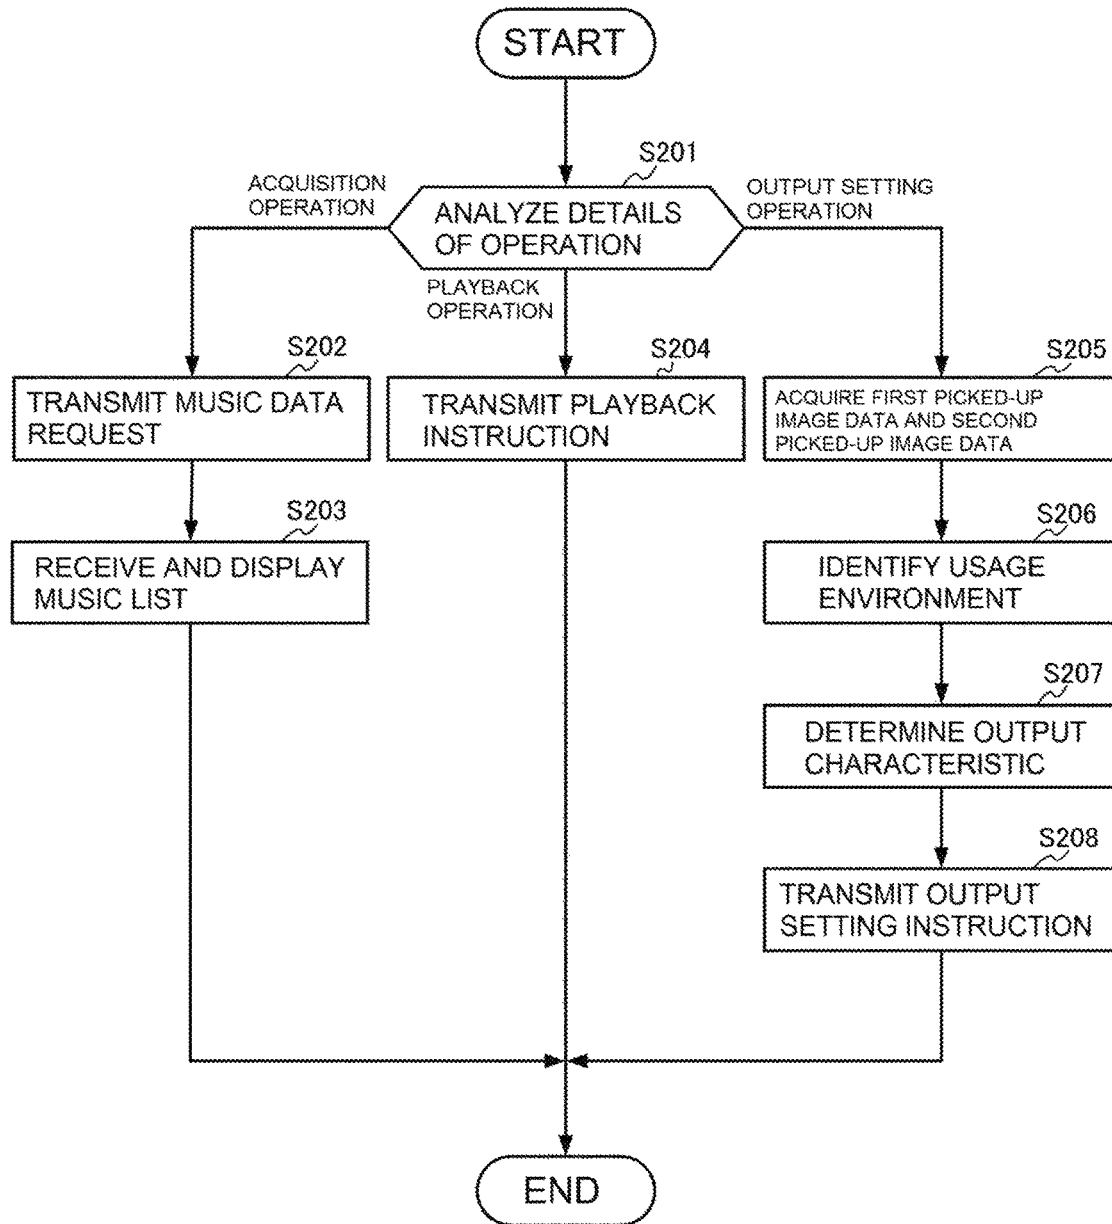 START
S201
ACQUISITION
OPERATION
ANALYZE DETAILS
OF OPERATION
OUTPUT SETTING
OPERATION
PLAYBACK
OPERATION
S202
TRANSMIT MUSIC DATA
REQUEST
S204
TRANSMIT PLAYBACK
INSTRUCTION
S205
ACQUIRE FIRST PICKED-UP
IMAGE DATA AND SECOND
PICKED-UP IMAGE DATA
S203
RECEIVE AND DISPLAY
MUSIC LIST
S206
IDENTIFY USAGE
ENVIRONMENT
S207
DETERMINE OUTPUT
CHARACTERISTIC
S208
TRANSMIT OUTPUT
SETTING INSTRUCTION
END